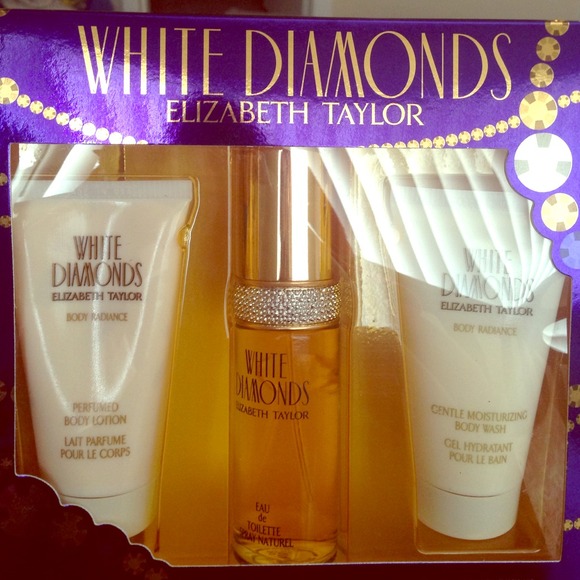 WHITE DIAMONDS
ELIZABETH TAYLOR
WHITE
DIAMONDS
ELIZABETH TAYLOR
BODY RADIANCE
PERFUMED
BODY LOTION
LAIT PARFUME
POUR LE CORPS
WHITE
DIAMONDS
ELIZABETH TAYLOR
EAU
de
TOILETTE
SPRAY NATUREL
WHITE
DIAMONDS
ELIZABETH TAYLOR
BODY RADIANCE
GENTLE MOISTURIZING
BODY WASH
GEL HYDRATANT
POUR LE BAIN